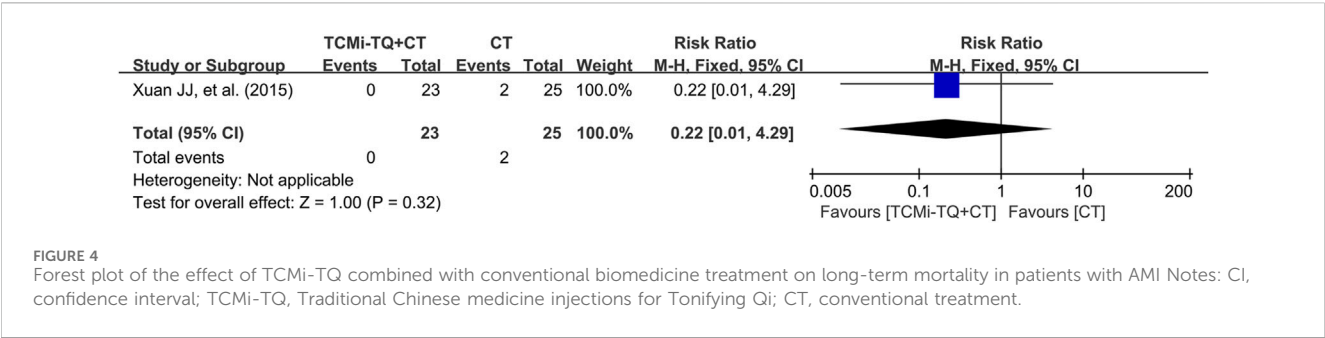 TCMi-TQ+CT CT Risk Ratio Risk Ratio
Study or Subgroup Events Total Events Total Weight M-H, Fixed, 95% CI M-H, Fixed, 95% CI
Xuan JJ, et al. (2015) 0 23 2 25 100.0% 0.22 [0.01, 4.29]
Total (95% CI) 23 25 100.0% 0.22 [0.01, 4.29]
Total events 0 2
Heterogeneity: Not applicable
Test for overall effect: Z = 1.00 (P = 0.32)
0.005 0.1 1 10 200
Favours [TCMi-TQ+CT] Favours [CT]
FIGURE 4
Forest plot of the effect of TCMi-TQ combined with conventional biomedicine treatment on long-term mortality in patients with AMI Notes: CI,
confidence interval; TCMi-TQ, Traditional Chinese medicine injections for Tonifying Qi; CT, conventional treatment.